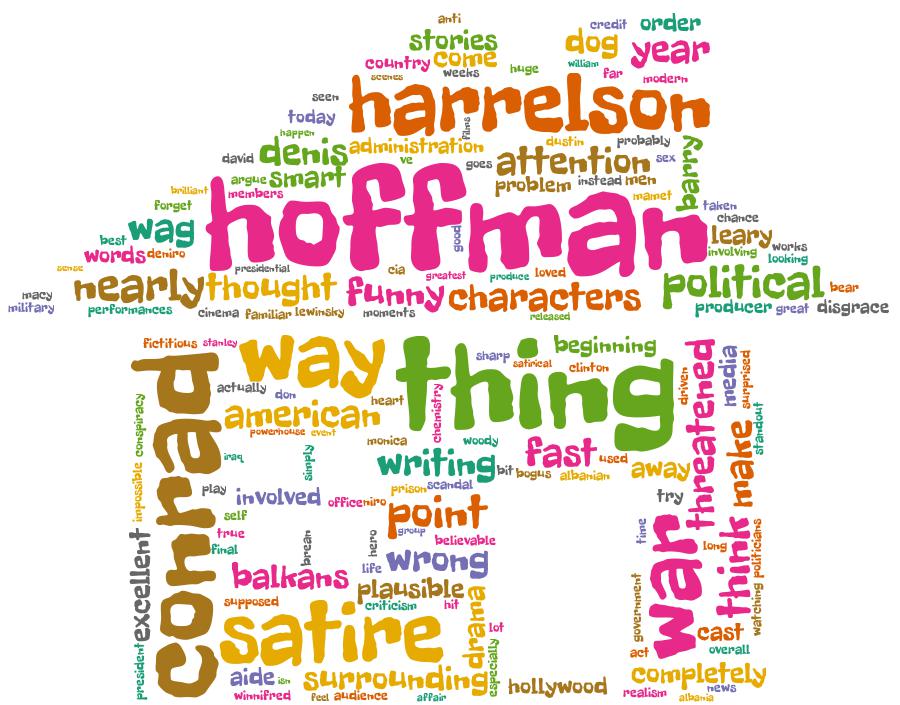 anti
credit order
stories dog year
country come william far modern
scenes weeks huge
seen harrelson
today films
happen administration dustin probably
david denis ve goes attention sex barry
argue smart problem instead men
brilliant members hoffman mamet taken
forget good chance
best wag leary
words deniro involving works
sense presidential cia greatest produce loved looking
macy nearly thought funny characters political bear
military performances cinema familiar lewinsky moments released producer great disgrace
fictitious stanley way thing sharp beginning threatened media
conrad actually satirical clinton driven surprised
conspiracy don heart chemistry standout
american
powerhouse event monica woody fast used make
iraq simply writing bit bogus albanian away
impossible play involved office niro prison scandal try
self point
true group believable time war long think politicians
final brean hero wrong
excellent balkans life plausible government watching
supposed criticism hit drama
satire lot cast
president act overall
aide isn surrounding especially hollywood completely
winnifred feel audience affair realism albania news